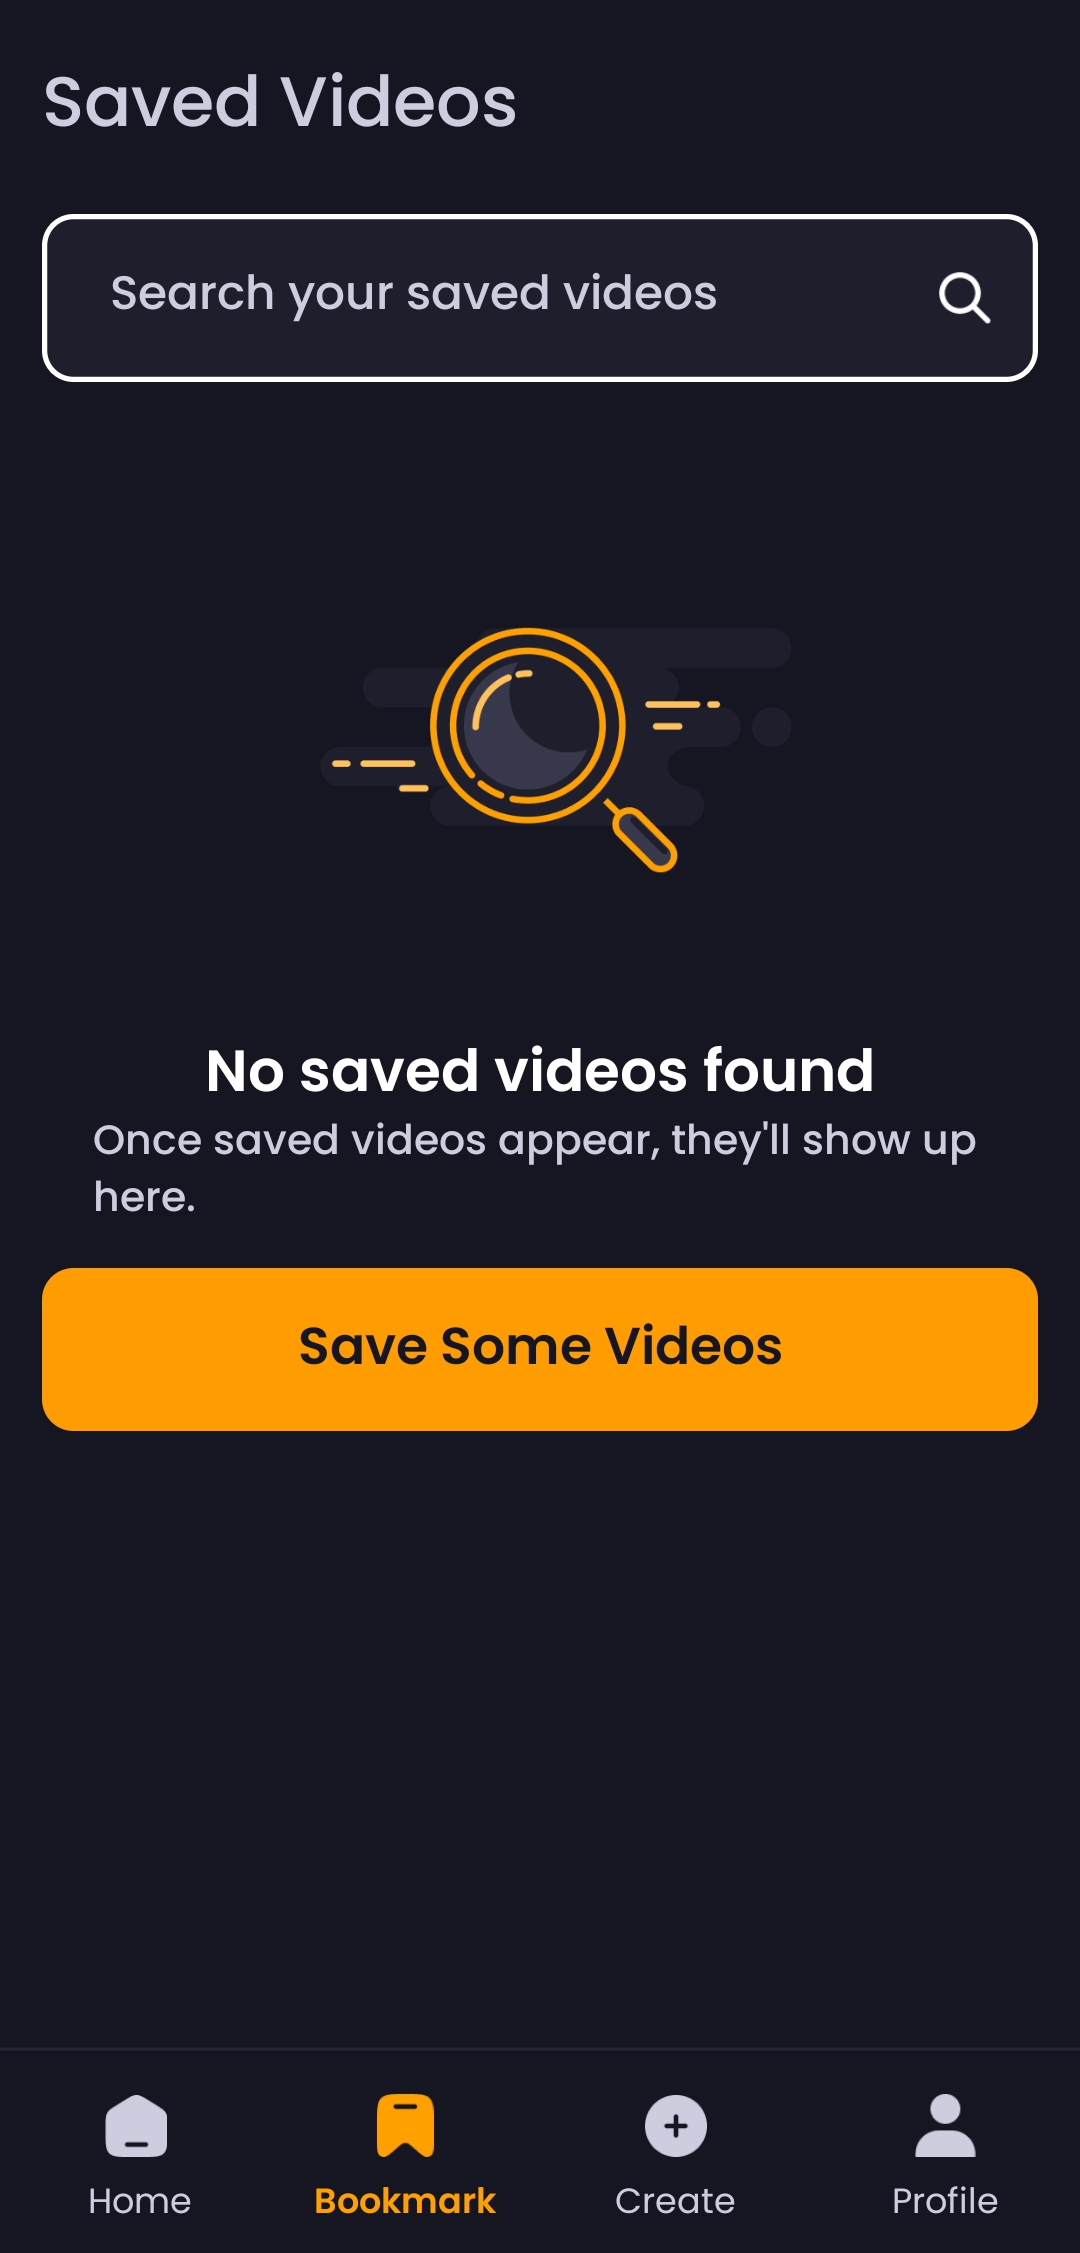 Saved Videos
Search your saved videos
No saved videos found
Once saved videos appear, they'll show up
here.
Save Some Videos
Home
Bookmark
Create
Profile